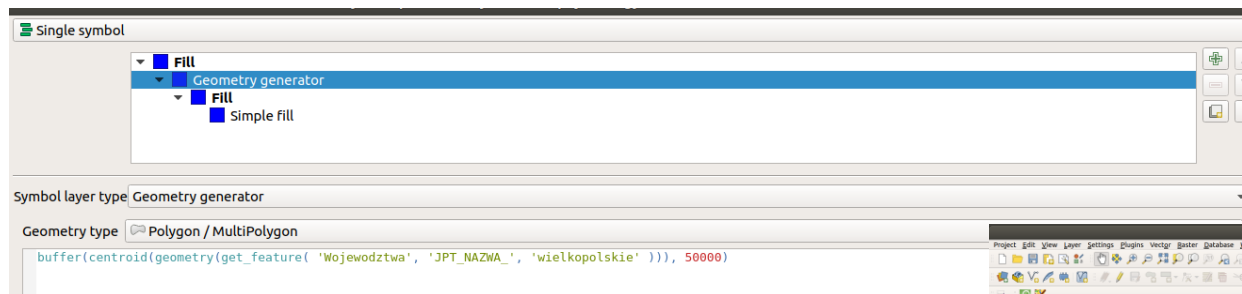 Single symbol
Fill
Geometry generator
Fill
Simple fill
Symbol layer type Geometry generator
Geometry type Polygon / MultiPolygon
buffer(centroid(geometry(get_feature( 'Wojewodztwa', 'JPT_NAZWA_', 'wielkopolskie' ))), 50000)
Project Edit View Layer Settings Plugins Vector Raster Database